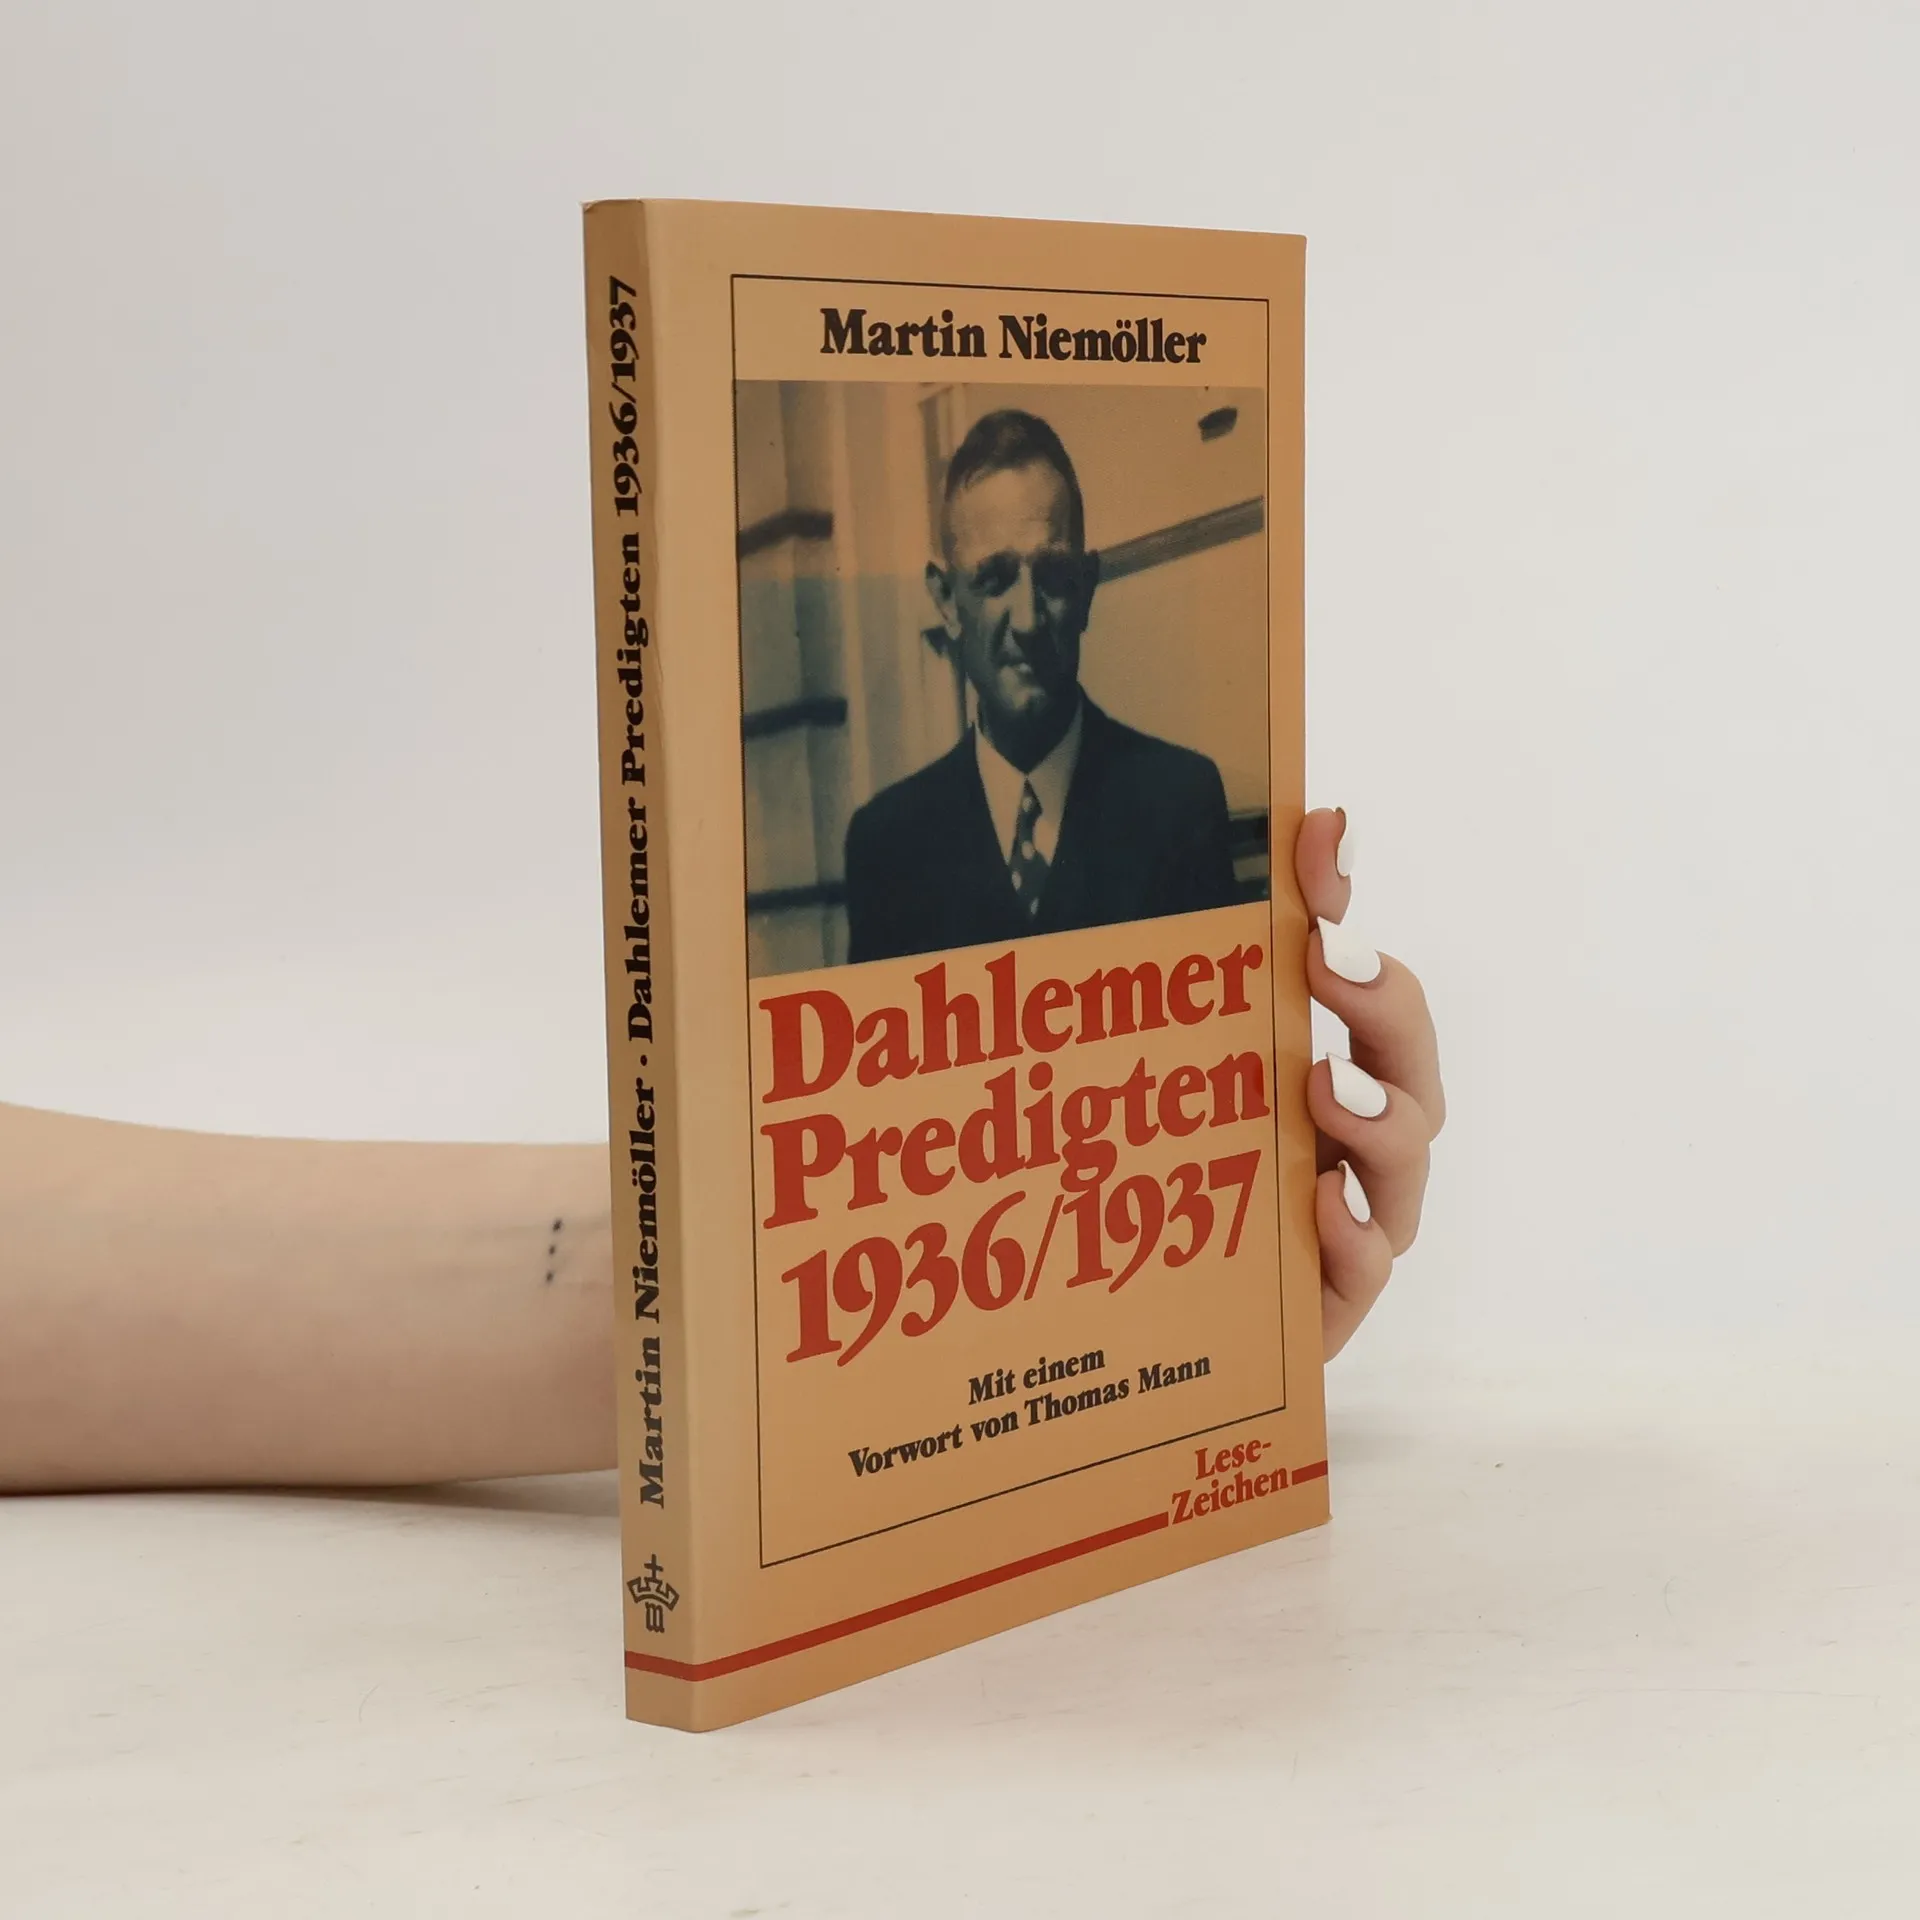 Martin Niemöller · Dahlemer Predigten 1936/1937
Martin Niemöller
Dahlemer
Predigten
1936/1937
Mit einem
Vorwort von Thomas Mann
Lese-
Zeichen